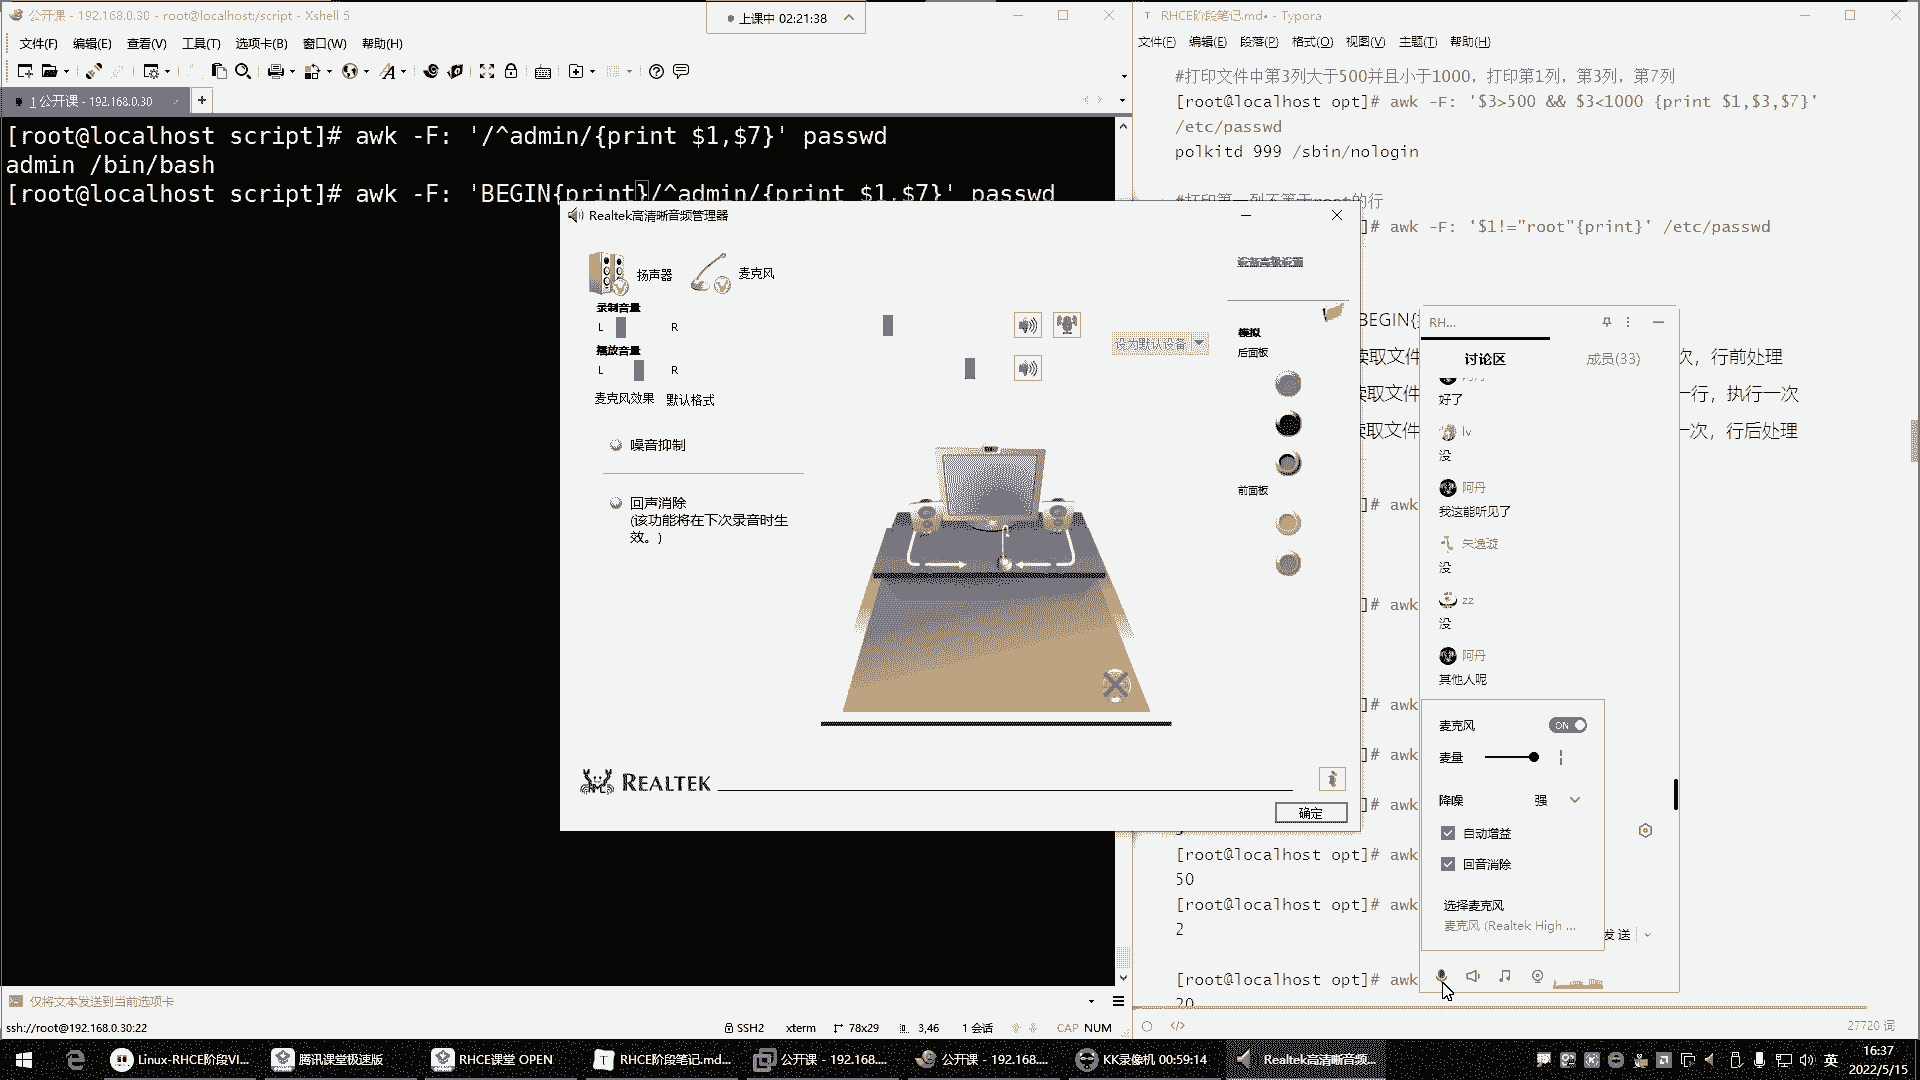 公开课 - 192.168.0.30 - root@localhost:/script - Xshell 5
上课中 02:21:38
文件(F) 编辑(E) 查看(V) 工具(T) 选项卡(B) 窗口(W) 帮助(H)
1 公开课 - 192.168.0.30
[root@localhost script]# awk -F: '/^admin/{print $1,$7}' passwd
admin /bin/bash
[root@localhost script]# awk -F: 'BEGIN{print}/^admin/{print $1,$7}' passwd
仅将文本发送到当前选项卡
ssh://root@192.168.0.30:22
SSH2 xterm 78x29 3,46 1 会话 CAP NUM
RHCE阶段笔记.md• - Typora
文件(F) 编辑(E) 段落(P) 格式(O) 视图(V) 主题(T) 帮助(H)
#打印文件中第3列大于500并且小于1000，打印第1列，第3列，第7列
[root@localhost opt]# awk -F: '$3>500 && $3<1000 {print $1,$3,$7}'
/etc/passwd
polkitd 999 /sbin/nologin
的行
]# awk -F: '$1!="root"{print}' /etc/passwd
BEGIN{
读取文件 次，行前处理
读取文件 一行，执行一次
读取文件 一次，行后处理
]# awk
]# awk
]# awk
]# awk
]# awk
[root@localhost opt]# awk
50
[root@localhost opt]# awk
2
[root@localhost opt]# awk
20
27720 词
Realtek高清晰音频管理器
扬声器
麦克风
设备高级设置
录制音量
L R
播放音量
L R
设为默认设备
麦克风效果 默认格式
噪音抑制
回声消除
(该功能将在下次录音时生
效。)
模拟
后面板
前面板
REALTEK
确定
RH...
讨论区 成员(33)
好了
lv
没
阿丹
我这能听见了
朱逸璇
没
zz
没
阿丹
其他人呢
麦克风 ON
麦量
降噪 强
自动增益
回音消除
选择麦克风
麦克风 (Realtek High ...
发送
Linux-RHCE阶段VI...
腾讯课堂极速版
RHCE课堂 OPEN
RHCE阶段笔记.md...
公开课 - 192.168....
公开课 - 192.168....
KK录像机 00:59:14
Realtek高清晰音频...
英
16:37
2022/5/15